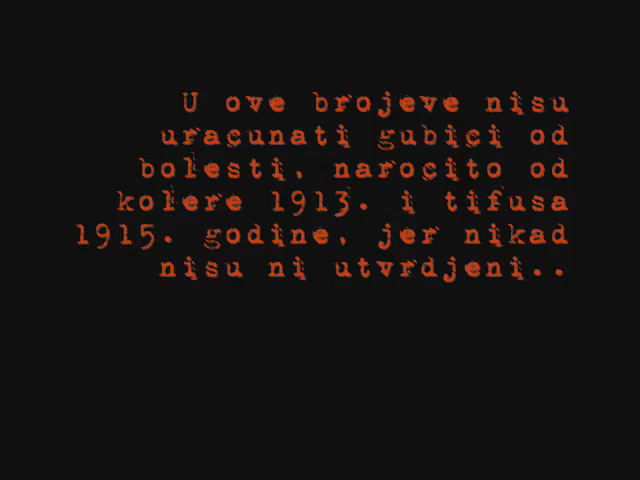 U ove brojeve nisu
uracunati gubici od
bolesti, narocito od
kolere 1913. i tifusa
1915. godine, jer nikad
nisu ni utvrdjeni..